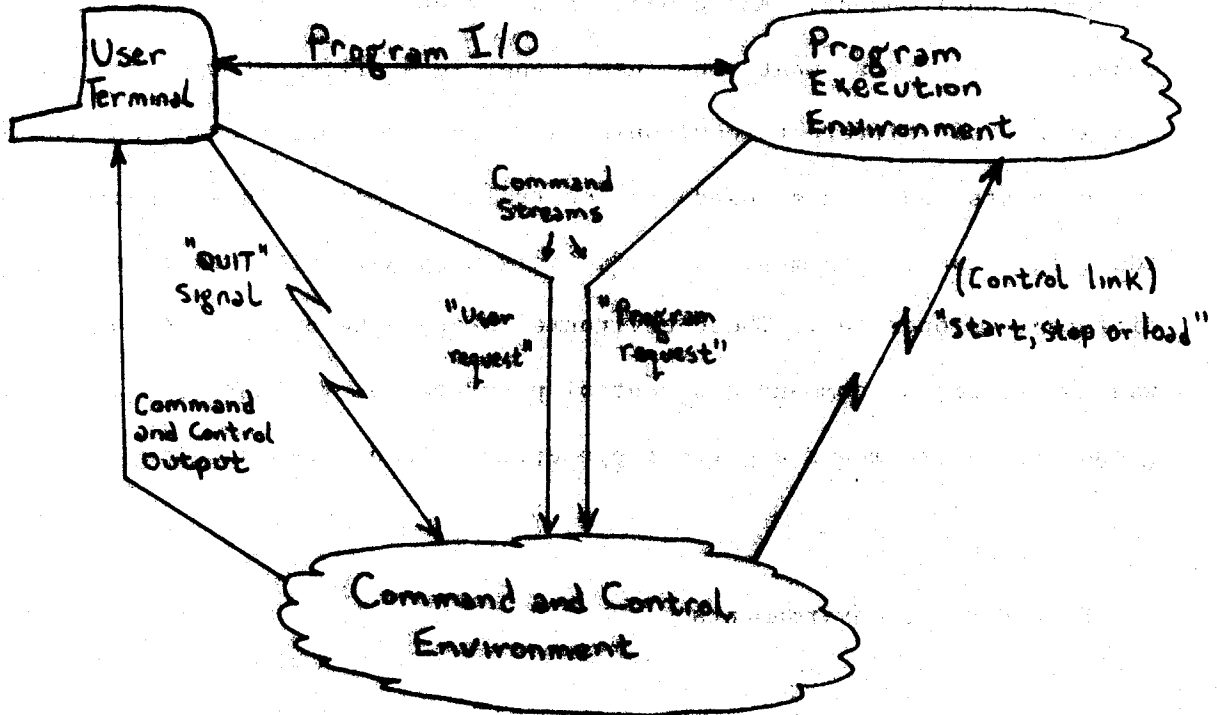 User
Terminal
Program I/O
Program
Execution
Environment
Command
Streams
"QUIT"
Signal
"User
request"
"Program
request"
(Control link)
"start, stop or load"
Command
and Control
Output
Command and Control
Environment